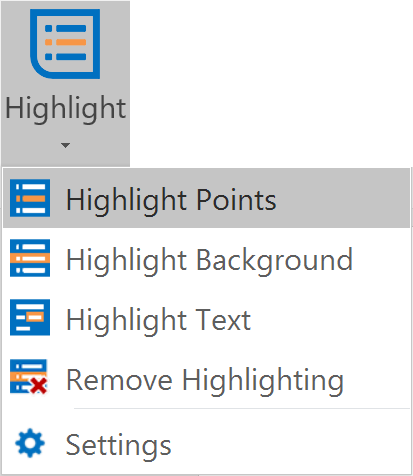 Highlight
Highlight Points
Highlight Background
Highlight Text
Remove Highlighting
Settings